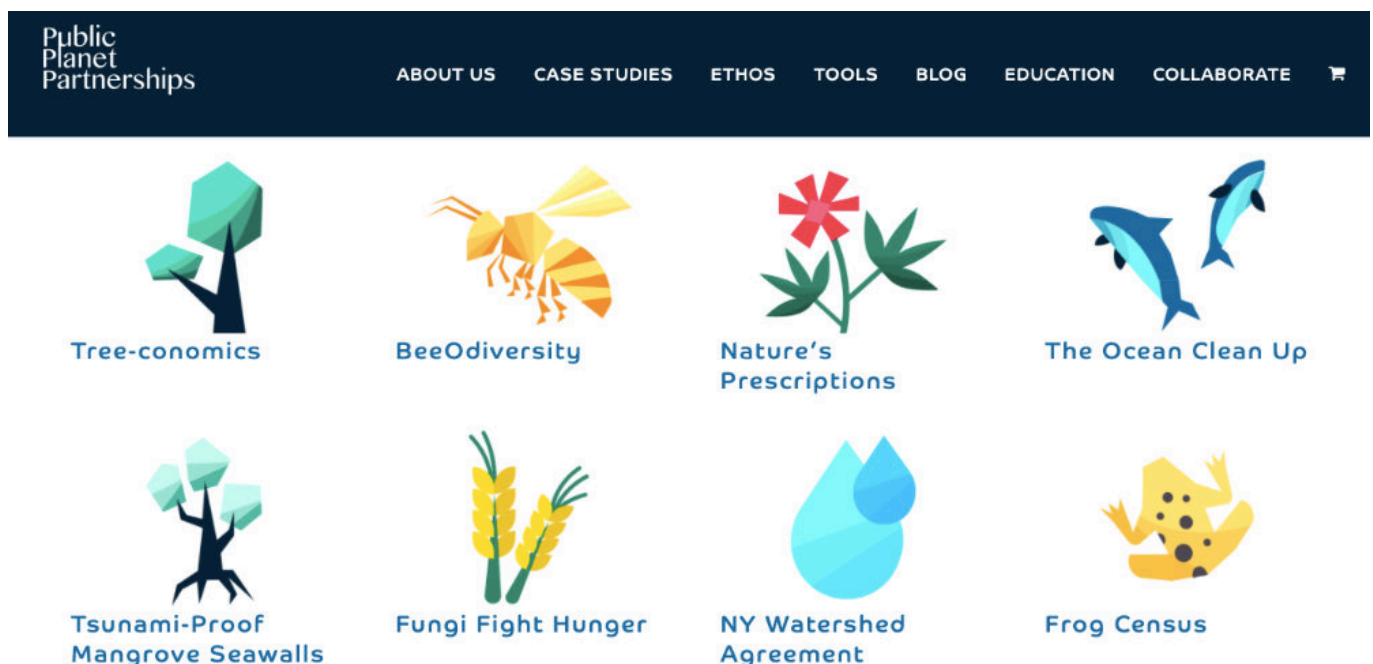 Public
Planet
Partnerships
ABOUT US CASE STUDIES ETHOS TOOLS BLOG EDUCATION COLLABORATE
Tree-conomics
BeeOdiversity
Nature's
Prescriptions
The Ocean Clean Up
Tsunami-Proof
Mangrove Seawalls
Fungi Fight Hunger
NY Watershed
Agreement
Frog Census